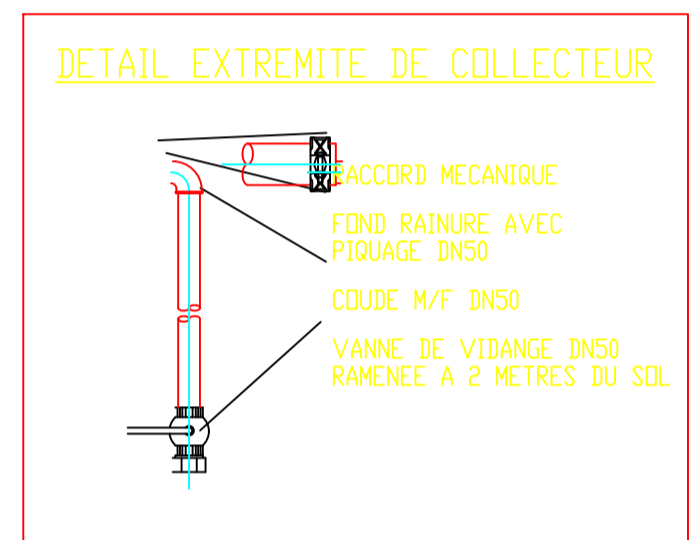 DETAIL EXTREMITE DE COLLECTEUR
RACCORD MECANIQUE
FOND RAINURE AVEC
PIQUAGE DN50
COUDE M/F DN50
VANNE DE VIDANGE DN50
RAMENEE A 2 METRES DU SOL